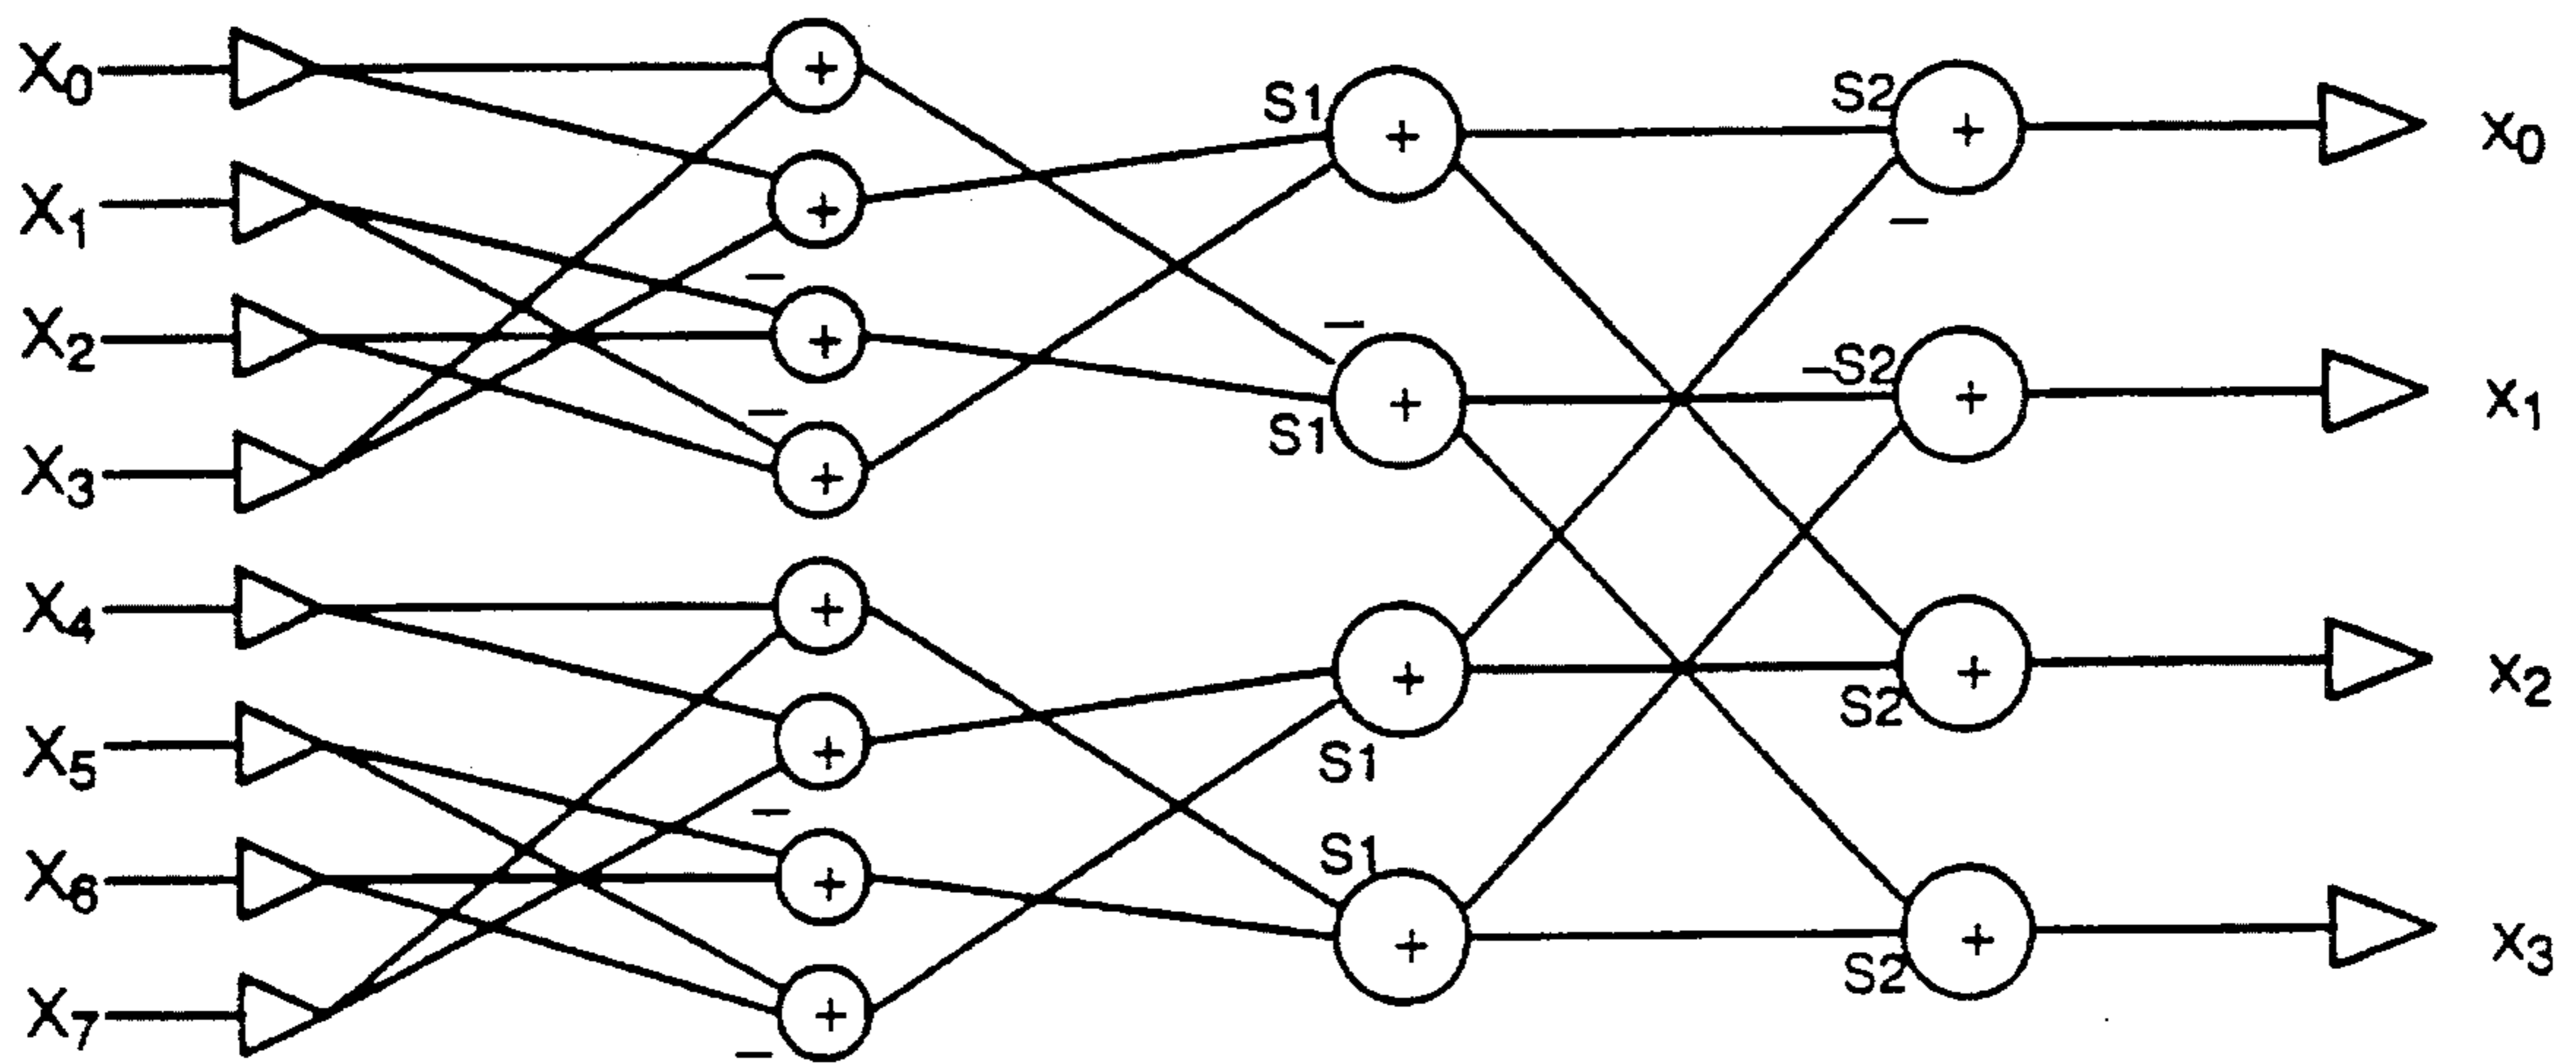 X0
X1
X2
X3
X4
X5
X6
X7
+
+
−
+
−
+
+
+
−
+
+
−
S1
+
−
+
S1
+
S1
S1
+
S2
+
−
−S2
+
+
S2
+
S2
x0
x1
x2
x3